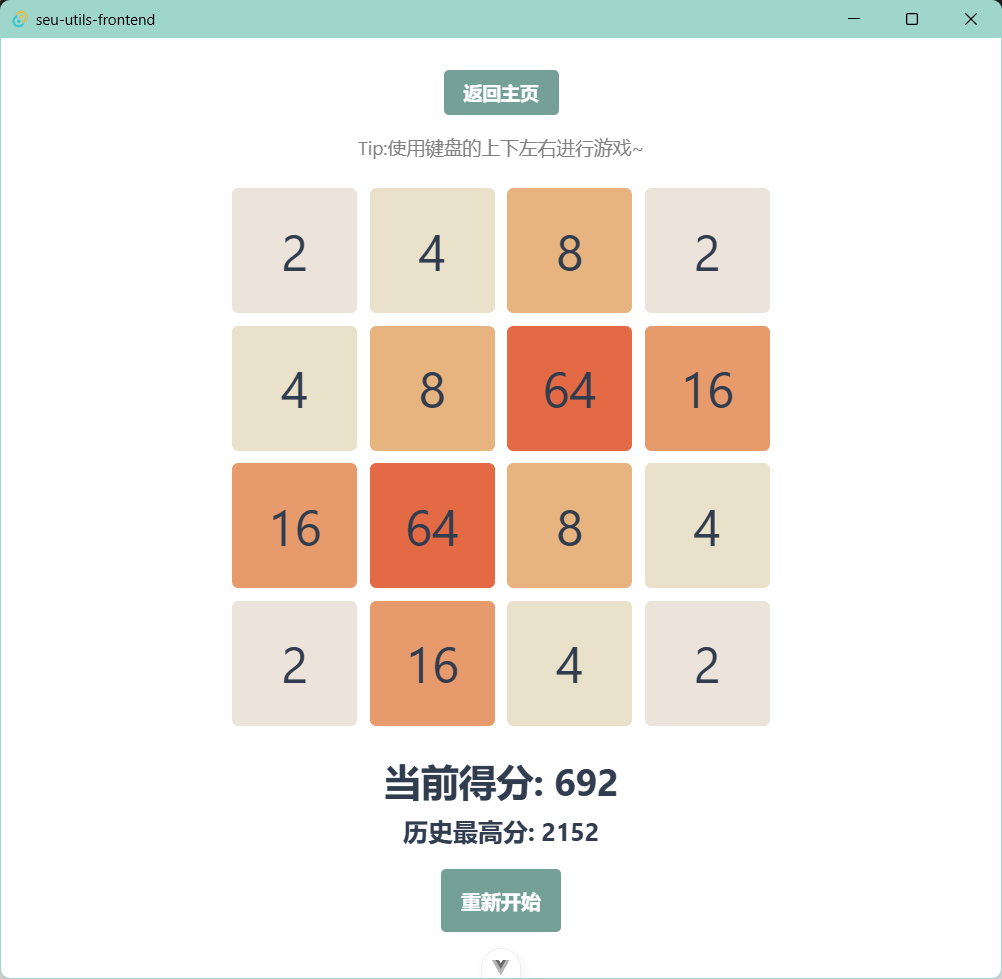 seu-utils-frontend
返回主页
Tip:使用键盘的上下左右进行游戏~
2 4 8 2
4 8 64 16
16 64 8 4
2 16 4 2
当前得分: 692
历史最高分: 2152
重新开始